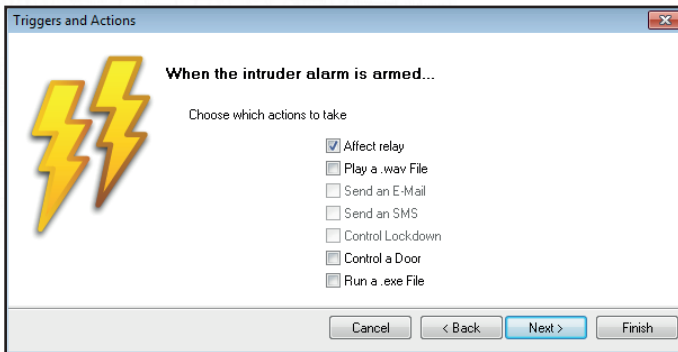 Triggers and Actions
When the intruder alarm is armed...
Choose which actions to take
Affect relay
Play a .wav File
Send an E-Mail
Send an SMS
Control Lockdown
Control a Door
Run a .exe File
Cancel < Back Next > Finish